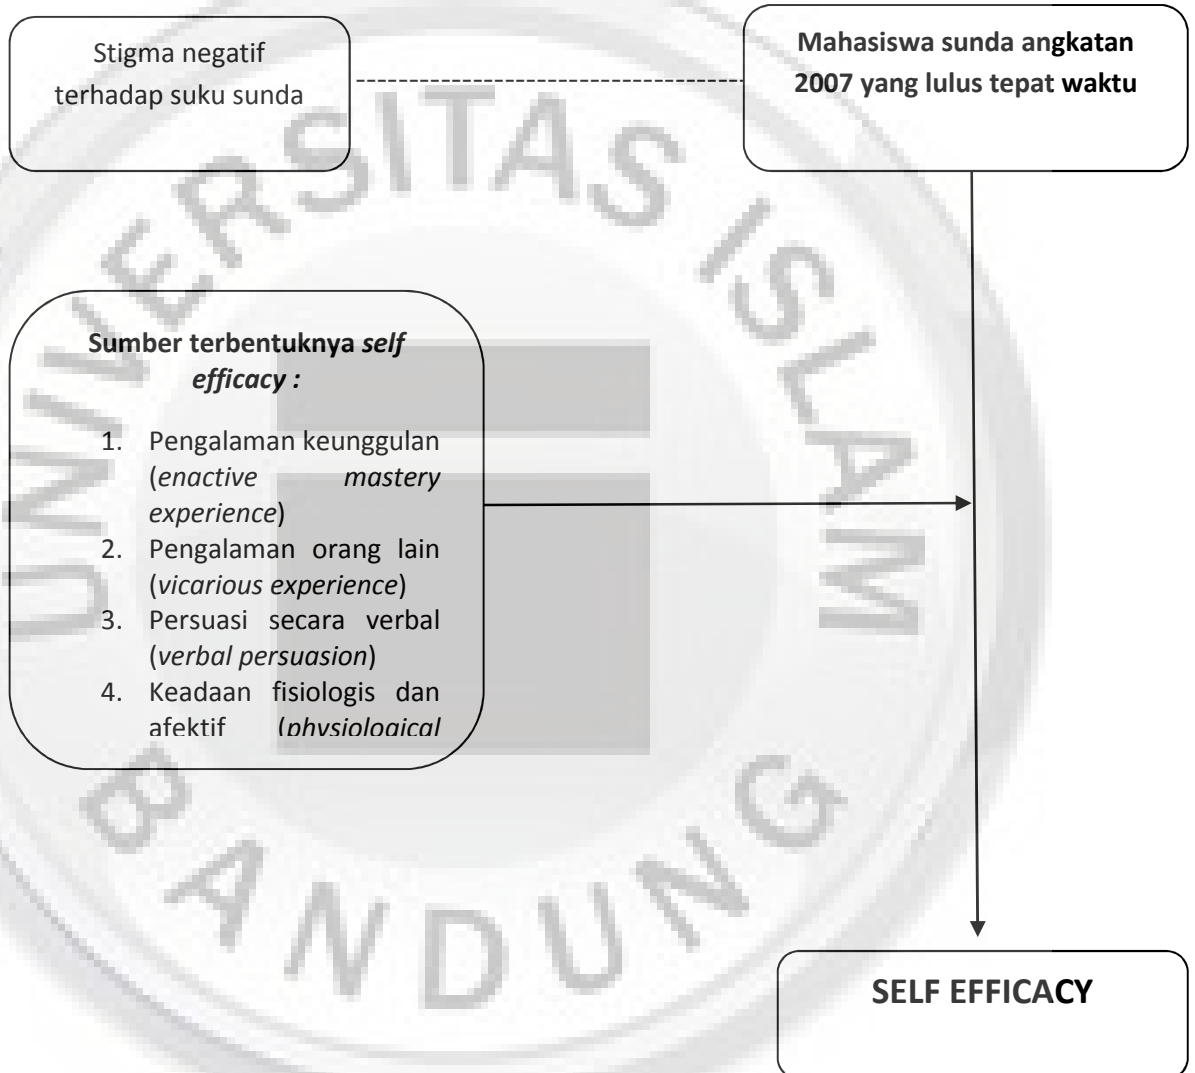 Stigma negatif
terhadap suku sunda
Mahasiswa sunda angkatan
2007 yang lulus tepat waktu
UNIVERSITAS ISLAM
Sumber terbentuknya self
efficacy :
1. Pengalaman keunggulan
(enactive mastery
experience)
2. Pengalaman orang lain
(vicarious experience)
3. Persuasi secara verbal
(verbal persuasion)
4. Keadaan fisiologis dan
afektif (physiological
BANDUNG
SELF EFFICACY